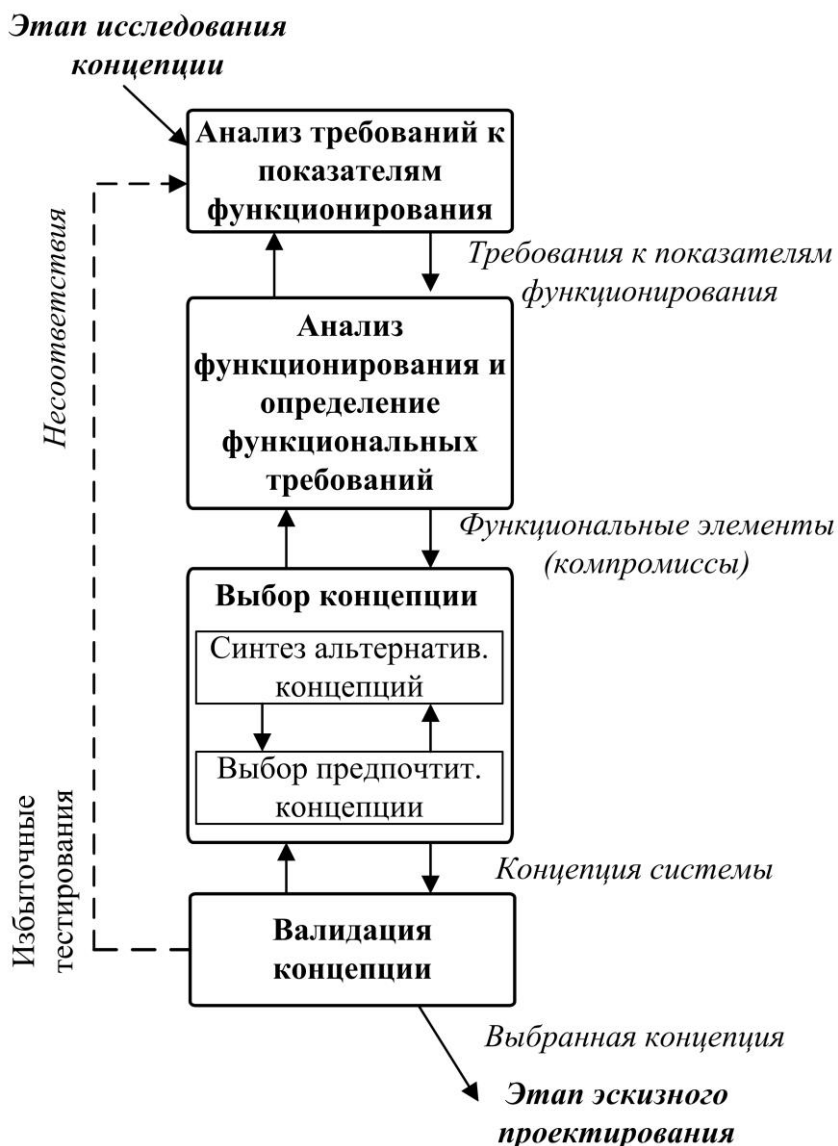 Этап исследования
концепции
Анализ требований к
показателям
функционирования
Несоответствия
Требования к показателям
функционирования
Анализ
функционирования и
определение
функциональных
требований
Функциональные элементы
(компромиссы)
Выбор концепции
Синтез альтернатив.
концепций
Выбор предпочтит.
концепции
Избыточные
тестирования
Концепция системы
Валидация
концепции
Выбранная концепция
Этап эскизного
проектирования